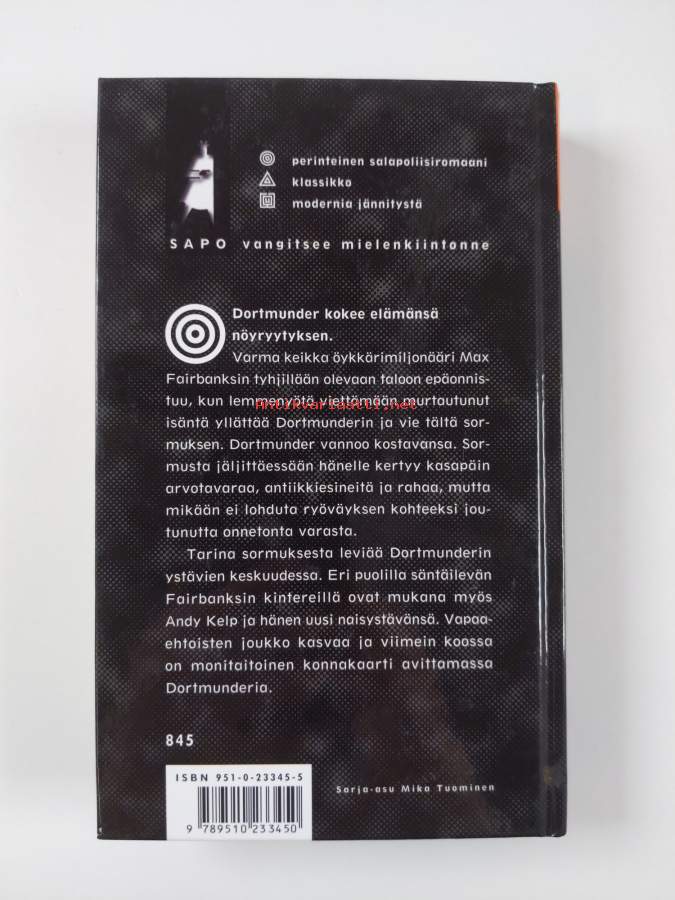 perinteinen salapoliisiromaani
klassikko
modernia jännitystä
SAPO vangitsee mielenkiintonne
Dortmunder kokee elämänsä
nöyryytyksen.
Varma keikka öykkärimiljonääri Max
Fairbanksin tyhjillään olevaan taloon epäonnis-
tuu, kun lemmenyötä viettämään murtautunut
Antikvariaatti.net
isäntä yllättää Dortmunderin ja vie tältä sor-
muksen. Dortmunder vannoo kostavansa. Sor-
musta jäljittäessään hänelle kertyy kasapäin
arvotavaraa, antiikkiesineitä ja rahaa, mutta
mikään ei lohduta ryöväyksen kohteeksi jou-
tunutta onnetonta varasta.
Tarina sormuksesta leviää Dortmunderin
ystävien keskuudessa. Eri puolilla säntäilevän
Fairbanksin kintereillä ovat mukana myös
Andy Kelp ja hänen uusi naisystävänsä. Vapaa-
ehtoisten joukko kasvaa ja viimein koossa
on monitaitoinen konnakaarti avittamassa
Dortmunderia.
845
ISBN 951-0-23345-5
9 789510 233450
Sarja-asu Mika Tuominen